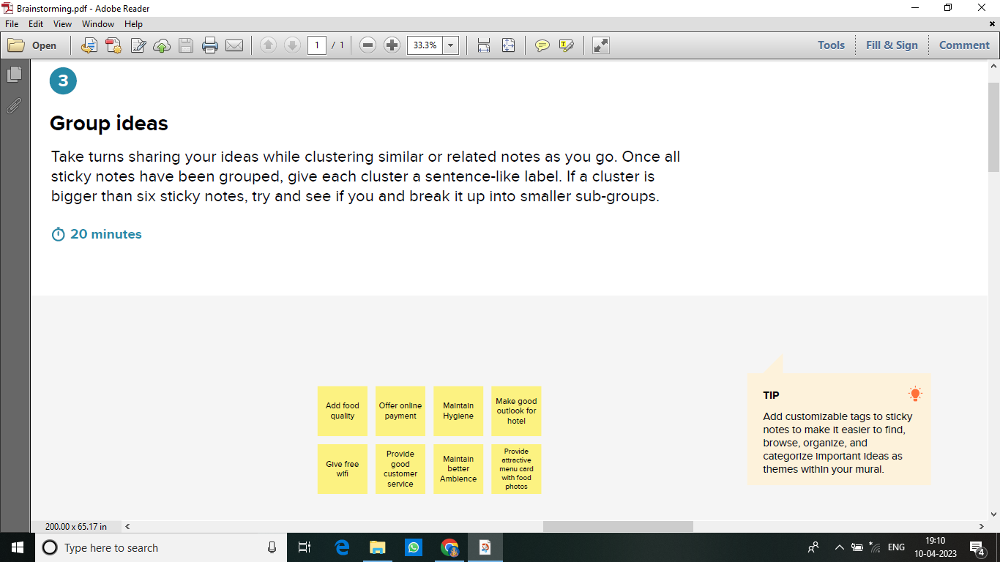 Brainstorming.pdf - Adobe Reader
File Edit View Window Help
Open
1 / 1
33.3%
Tools Fill & Sign Comment
3
Group ideas
Take turns sharing your ideas while clustering similar or related notes as you go. Once all
sticky notes have been grouped, give each cluster a sentence-like label. If a cluster is
bigger than six sticky notes, try and see if you and break it up into smaller sub-groups.
20 minutes
Add food
quality
Offer online
payment
Maintain
Hygiene
Make good
outlook for
hotel
Give free
wifi
Provide
good
customer
service
Maintain
better
Ambience
Provide
attractive
menu card
with food
photos
TIP
Add customizable tags to sticky
notes to make it easier to find,
browse, organize, and
categorize important ideas as
themes within your mural.
200.00 x 65.17 in
Type here to search
ENG
19:10
10-04-2023
4